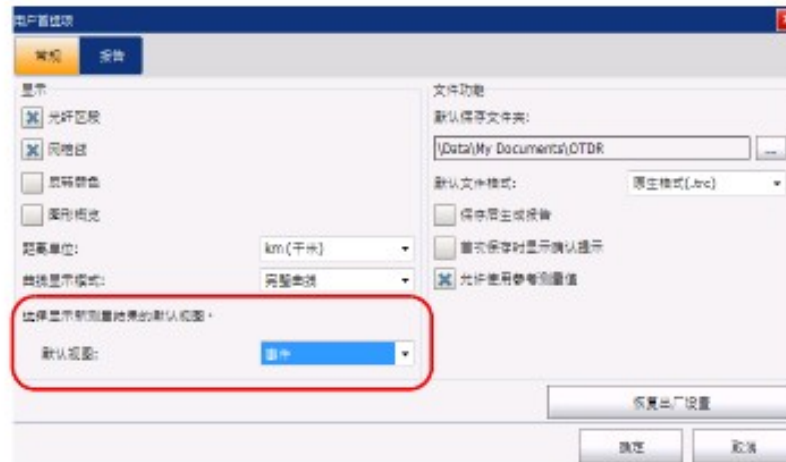 用户首选项
常规
报告
显示
光纤区段
网格线
反转颜色
图形概览
距离单位:
km (千米)
曲线显示模式:
完整曲线
选择显示新测量结果的默认视图。
默认视图:
事件
文件功能
默认保存文件夹:
\Data\My Documents\OTDR
...
默认文件格式:
原生格式(.trc)
保存后生成报告
首次保存时显示确认提示
允许使用参考测量值
恢复出厂设置
确定
取消